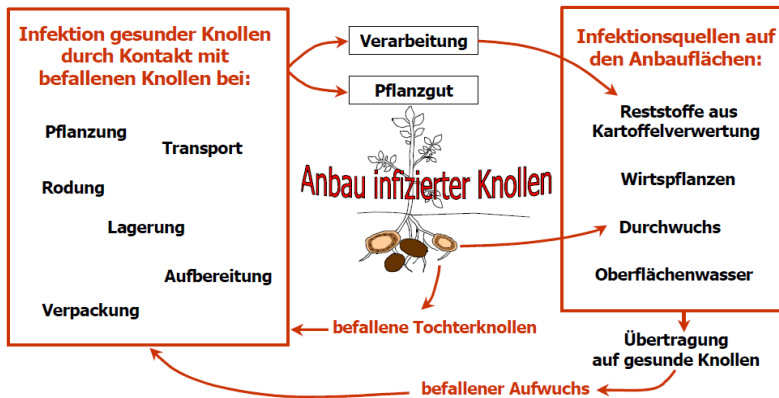 Infektion gesunder Knollen
durch Kontakt mit
befallenen Knollen bei:
Pflanzung
Transport
Rodung
Lagerung
Aufbereitung
Verpackung
Verarbeitung
Pflanzgut
Anbau infizierter Knollen
befallene Tochterknollen
Infektionsquellen auf
den Anbauflächen:
Reststoffe aus
Kartoffelverwertung
Wirtspflanzen
Durchwuchs
Oberflächenwasser
Übertragung
auf gesunde Knollen
befallener Aufwuchs